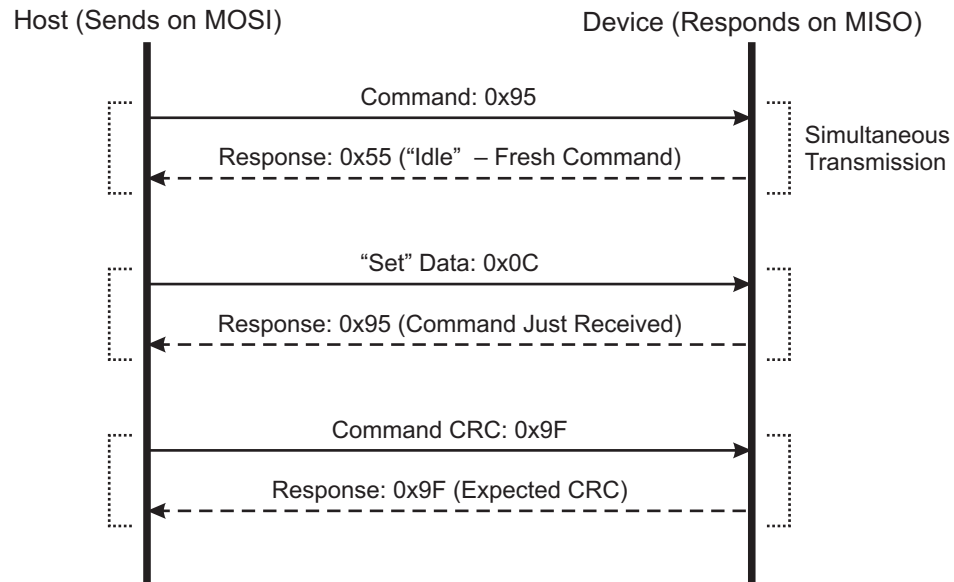 Host (Sends on MOSI)
Device (Responds on MISO)
Command: 0x95
Response: 0x55 (“Idle” – Fresh Command)
Simultaneous
Transmission
“Set” Data: 0x0C
Response: 0x95 (Command Just Received)
Command CRC: 0x9F
Response: 0x9F (Expected CRC)